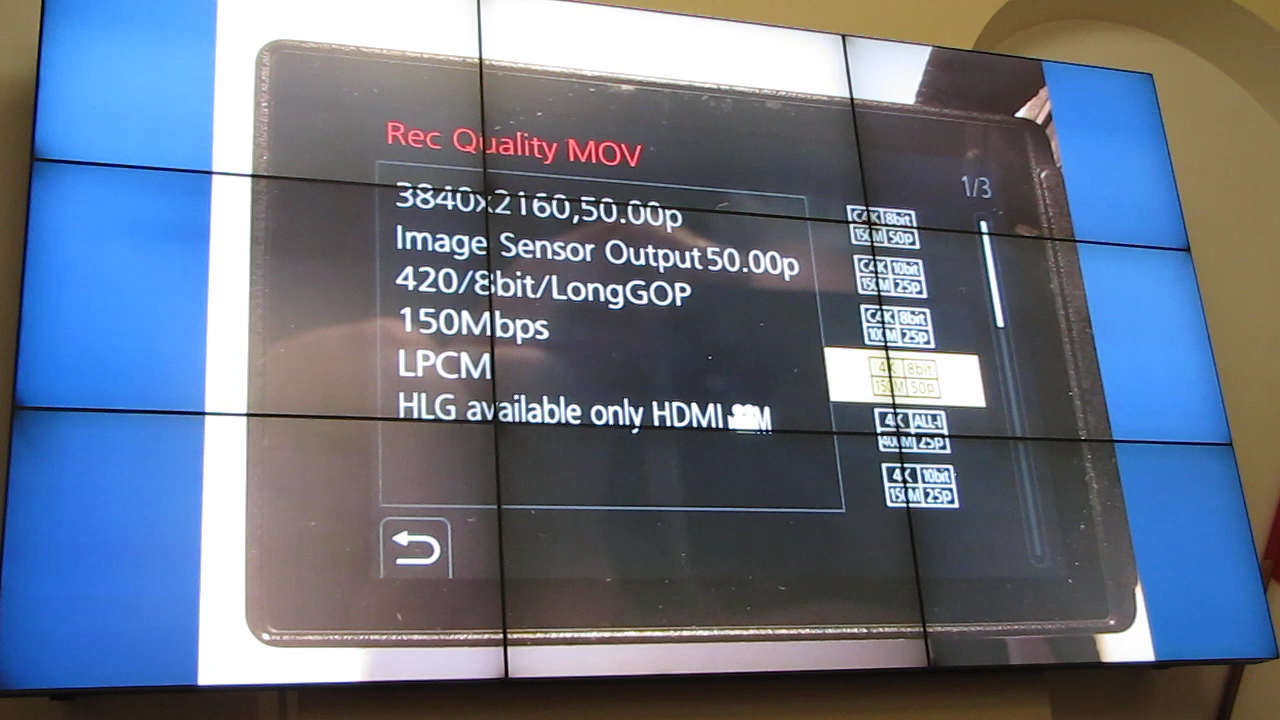 Rec Quality MOV
1/3
3840x2160,50.00p
Image Sensor Output 50.00p
420/8bit/LongGOP
150Mbps
LPCM
HLG available only HDMI
C4K 8bit
150M 50p
C4K 10bit
150M 25p
C4K 8bit
100M 25p
4K 8bit
150M 50p
4K ALL-I
400M 25p
4K 10bit
150M 25p